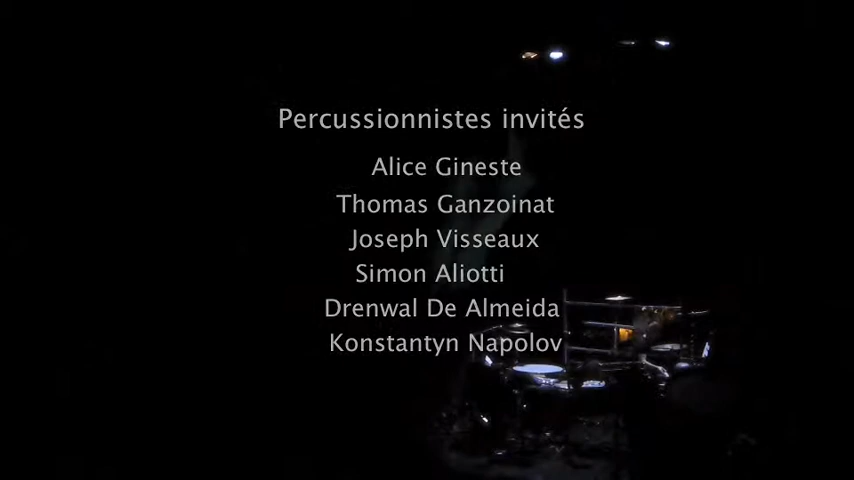 Percussionnistes invités
Alice Gineste
Thomas Ganzoinat
Joseph Visseaux
Simon Aliotti
Drenwal De Almeida
Konstantyn Napolov